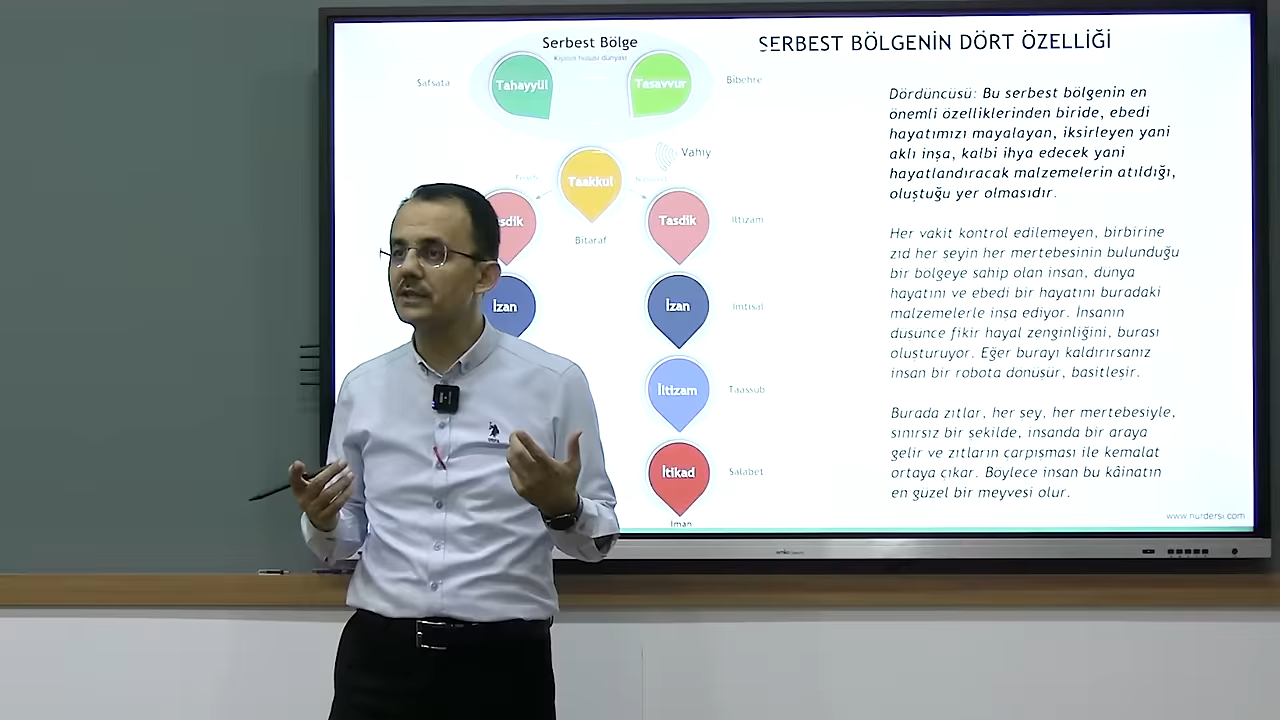 Serbest Bölge
Kişinin hülasi dünyası
Safsata
Tahayyül
Tasavvur
Bibehre
Vahiy
Taakkul
Bitaraf
sdik
Tasdik
İltizam
İzan
İzan
İmtisal
İltizam
Taassub
İtikad
Salabet
İman
SERBEST BÖLGENİN DÖRT ÖZELLİĞİ
Dördüncüsü: Bu serbest bölgenin en
önemli özelliklerinden biride, ebedi
hayatımızı mayalayan, iksirleyen yani
aklı inşa, kalbi ihya edecek yani
hayatlandıracak malzemelerin atıldığı,
oluştuğu yer olmasıdır.
Her vakit kontrol edilemeyen, birbirine
zıd her şeyin her mertebesinin bulunduğu
bir bölgeye sahip olan insan, dünya
hayatını ve ebedi bir hayatını buradaki
malzemelerle inşa ediyor. İnsanın
düşünce fikir hayal zenginliğini, burası
oluşturuyor. Eğer burayı kaldırırsanız
insan bir robota dönüşür, basitleşir.
Burada zıtlar, her şey, her mertebesiyle,
sınırsız bir şekilde, insanda bir araya
gelir ve zıtların çarpışması ile kemalat
ortaya çıkar. Böylece insan bu kâinatın
en güzel bir meyvesi olur.
www.nurdersi.com